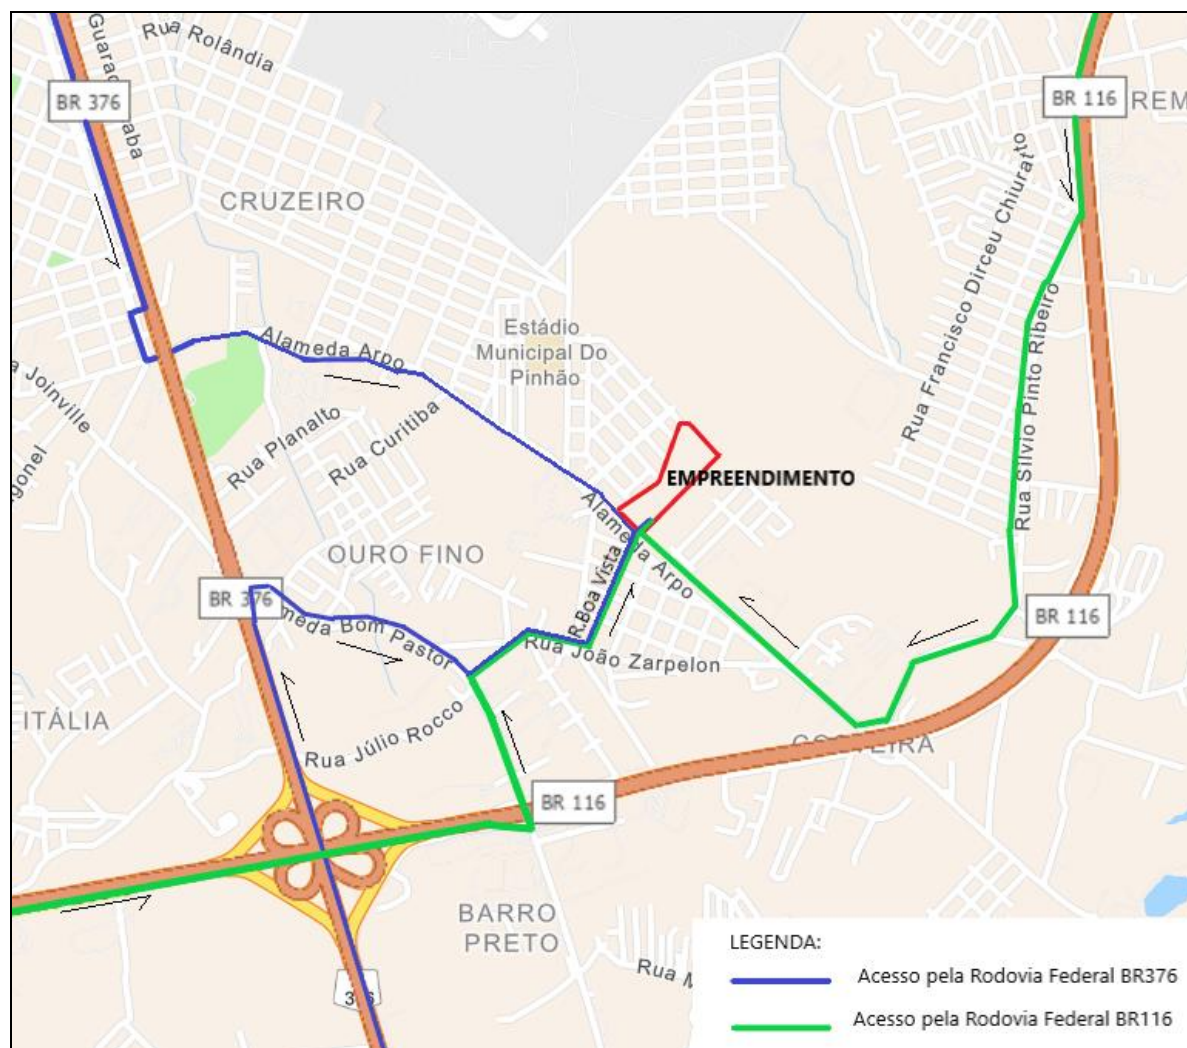 Rua Rolândia
BR 376
BR 116
CRUZEIRO
Rua Francisco Dirceu Chiuratto
Estádio
Municipal Do
Pinhão
Alameda Arpo
Joinville
Rua Planalto
Rua Curitiba
Rua Silvio Pinto Ribeiro
EMPREENDIMENTO
Alameda Arpo
OURO FINO
BR 376
R.Boa Vista
BR 116
meda Bom Pastor
Rua João Zarpelon
ITÁLIA
Rua Júlio Rocco
BR 116
BARRO
PRETO
LEGENDA:
Rua
Acesso pela Rodovia Federal BR376
Acesso pela Rodovia Federal BR116